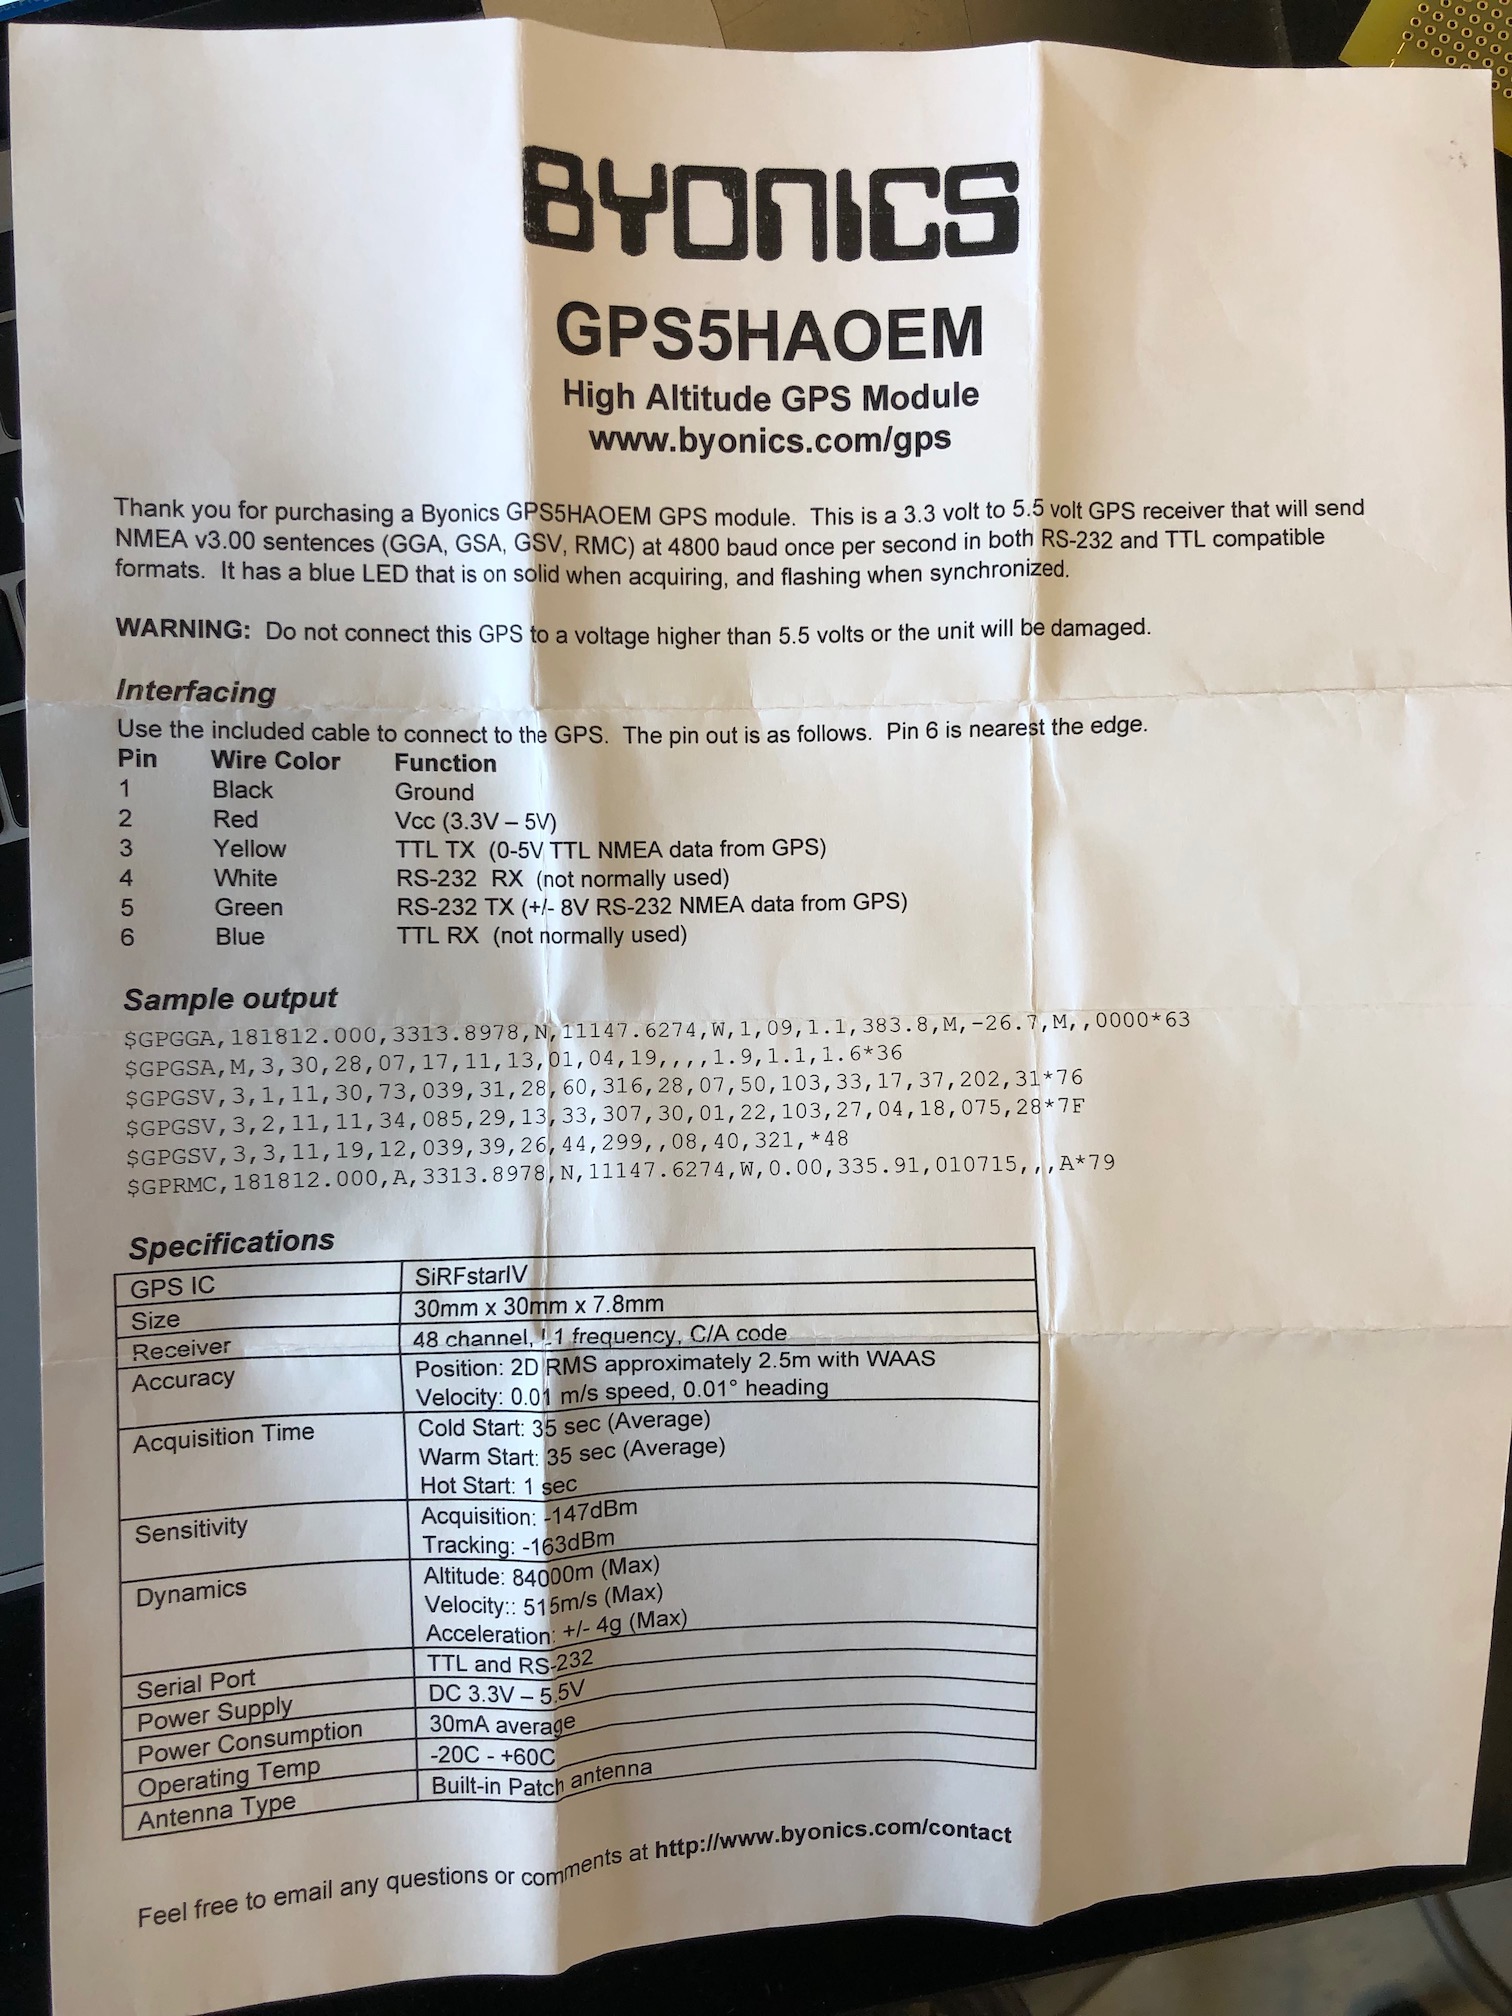 BYONICS
GPS5HAOEM
High Altitude GPS Module
www.byonics.com/gps
Thank you for purchasing a Byonics GPS5HAOEM GPS module.  This is a 3.3 volt to 5.5 volt GPS receiver that will send
NMEA v3.00 sentences (GGA, GSA, GSV, RMC) at 4800 baud once per second in both RS-232 and TTL compatible
formats.  It has a blue LED that is on solid when acquiring, and flashing when synchronized.
WARNING:  Do not connect this GPS to a voltage higher than 5.5 volts or the unit will be damaged.
Interfacing
Use the included cable to connect to the GPS.  The pin out is as follows.  Pin 6 is nearest the edge.
Pin Wire Color Function
1 Black Ground
2 Red Vcc (3.3V – 5V)
3 Yellow TTL TX  (0-5V TTL NMEA data from GPS)
4 White RS-232  RX  (not normally used)
5 Green RS-232 TX (+/- 8V RS-232 NMEA data from GPS)
6 Blue TTL RX  (not normally used)
Sample output
$GPGGA,181812.000,3313.8978,N,11147.6274,W,1,09,1.1,383.8,M,-26.7,M,,0000*63
$GPGSA,M,3,30,28,07,17,11,13,01,04,19,,,,1.9,1.1,1.6*36
$GPGSV,3,1,11,30,73,039,31,28,60,316,28,07,50,103,33,17,37,202,31*76
$GPGSV,3,2,11,11,34,085,29,13,33,307,30,01,22,103,27,04,18,075,28*7F
$GPGSV,3,3,11,19,12,039,39,26,44,299,,08,40,321,*48
$GPRMC,181812.000,A,3313.8978,N,11147.6274,W,0.00,335.91,010715,,,A*79
Specifications
GPS IC SiRFstarIV
Size 30mm x 30mm x 7.8mm
Receiver 48 channel, L1 frequency, C/A code
Accuracy Position: 2D RMS approximately 2.5m with WAAS
Velocity: 0.01 m/s speed, 0.01° heading
Acquisition Time Cold Start: 35 sec (Average)
Warm Start: 35 sec (Average)
Hot Start: 1 sec
Sensitivity Acquisition: -147dBm
Tracking: -163dBm
Dynamics Altitude: 84000m (Max)
Velocity:: 515m/s (Max)
Acceleration: +/- 4g (Max)
Serial Port TTL and RS-232
Power Supply DC 3.3V – 5.5V
Power Consumption 30mA average
Operating Temp -20C - +60C
Antenna Type Built-in Patch antenna
Feel free to email any questions or comments at http://www.byonics.com/contact